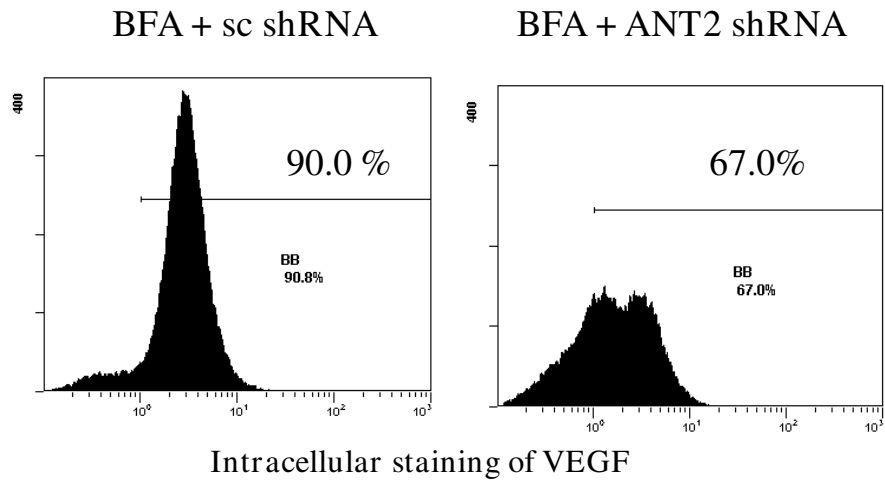 BFA + sc shRNA
BFA + ANT2 shRNA
400
90.0 %
BB
90.8%
10⁰ 10¹ 10² 10³
400
67.0%
BB
67.0%
10⁰ 10¹ 10² 10³
Intracellular staining of VEGF